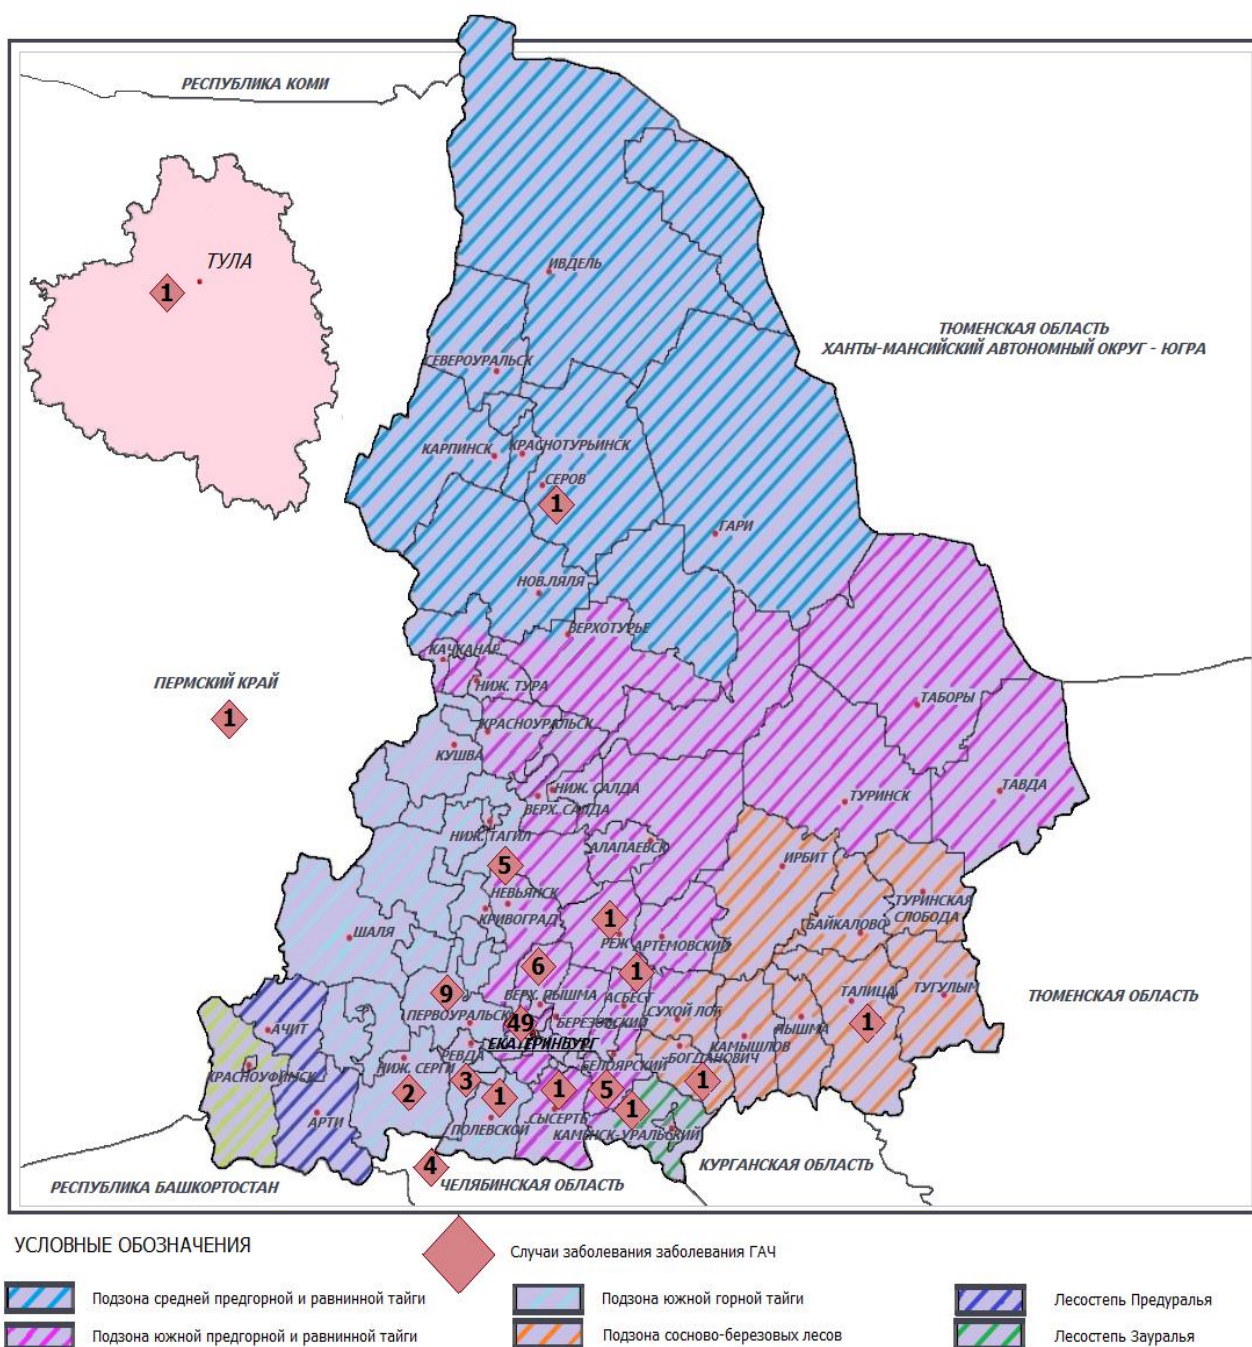 РЕСПУБЛИКА КОМИ
ТУЛА
1
ИВДЕЛЬ
ТЮМЕНСКАЯ ОБЛАСТЬ
ХАНТЫ-МАНСИЙСКИЙ АВТОНОМНЫЙ ОКРУГ - ЮГРА
СЕВЕРОУРАЛЬСК
КАРПИНСК
КРАСНОТУРЬИНСК
СЕРОВ
1
ГАРИ
НОВ.ЛЯЛЯ
ВЕРХОТУРЬЕ
КАЧКАНАР
НИЖ. ТУРА
ПЕРМСКИЙ КРАЙ
1
КРАСНОУРАЛЬСК
КУШВА
ТАБОРЫ
ТАВДА
ТУРИНСК
НИЖ. САЛДА
ВЕРХ. САЛДА
НИЖ. ТАГИЛ
АЛАПАЕВСК
ИРБИТ
5
НЕВЬЯНСК
КРИВОГРАД
ТУРИНСКАЯ
СЛОБОДА
БАЙКАЛОВО
ШАЛЯ
1
РЕЖ
АРТЕМОВСКИЙ
6
1
9
ВЕРХ. ПЫШМА
АСБЕСТ
ТАЛИЦА
ТУГУЛЫМ
ТЮМЕНСКАЯ ОБЛАСТЬ
АЧИТ
ПЕРВОУРАЛЬСК
49
БЕРЕЗОВСКИЙ
СУХОЙ ЛОГ
ПЫШМА
1
ЕКАТЕРИНБУРГ
КАМЫШЛОВ
РЕВДА
БОГДАНОВИЧ
НИЖ. СЕРГИ
БЕЛОЯРСКИЙ
КРАСНОУФИМСК
3
1
2
1
1
5
1
АРТИ
ПОЛЕВСКОЙ
СЫСЕРТЬ
КАМЕНСК-УРАЛЬСКИЙ
4
КУРГАНСКАЯ ОБЛАСТЬ
РЕСПУБЛИКА БАШКОРТОСТАН
ЧЕЛЯБИНСКАЯ ОБЛАСТЬ
УСЛОВНЫЕ ОБОЗНАЧЕНИЯ
Случаи заболевания заболевания ГАЧ
Подзона средней предгорной и равнинной тайги
Подзона южной горной тайги
Лесостепь Предуралья
Подзона южной предгорной и равнинной тайги
Подзона сосново-березовых лесов
Лесостепь Зауралья